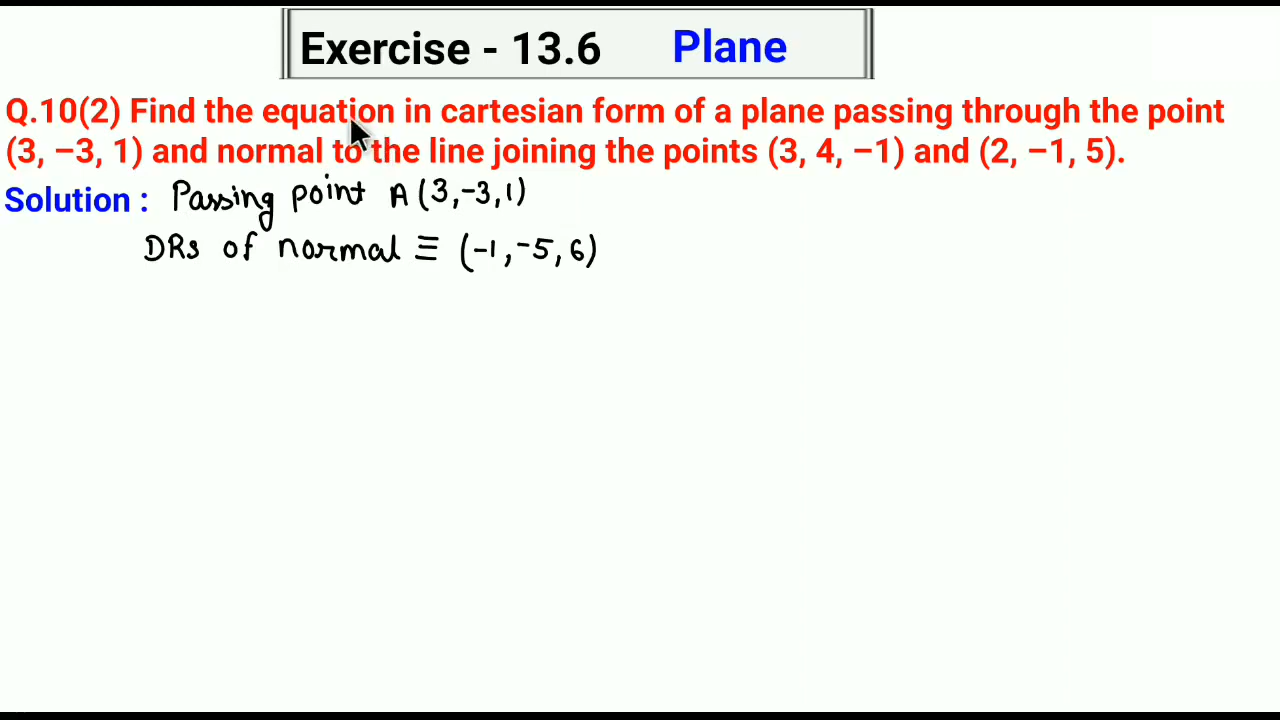 Exercise - 13.6 Plane
Q.10(2) Find the equation in cartesian form of a plane passing through the point
(3, −3, 1) and normal to the line joining the points (3, 4, −1) and (2, −1, 5).
Solution : Passing point A (3,-3,1)
DRs of normal ≡ (-1,-5,6)